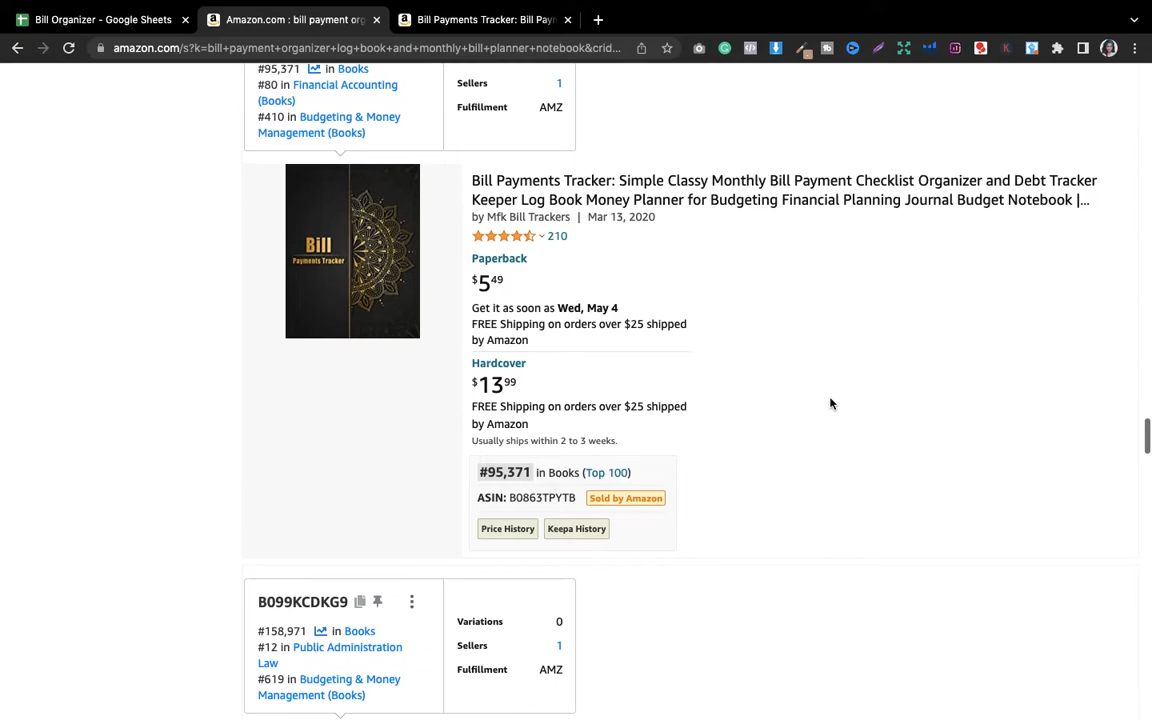 Bill Organizer - Google Sheets
Amazon.com : bill payment org
Bill Payments Tracker: Bill Payn
amazon.com/s?k=bill+payment+organizer+log+book+and+monthly+bill+planner+notebook&crid...
#95,371 in Books
#80 in Financial Accounting
(Books)
#410 in Budgeting & Money
Management (Books)
Sellers 1
Fulfillment AMZ
Bill
Payments Tracker
Bill Payments Tracker: Simple Classy Monthly Bill Payment Checklist Organizer and Debt Tracker
Keeper Log Book Money Planner for Budgeting Financial Planning Journal Budget Notebook |...
by Mfk Bill Trackers | Mar 13, 2020
210
Paperback
$5 49
Get it as soon as Wed, May 4
FREE Shipping on orders over $25 shipped
by Amazon
Hardcover
$13 99
FREE Shipping on orders over $25 shipped
by Amazon
Usually ships within 2 to 3 weeks.
#95,371 in Books (Top 100)
ASIN: B0863TPYTB Sold by Amazon
Price History Keepa History
B099KCDKG9
#158,971 in Books
#12 in Public Administration
Law
#619 in Budgeting & Money
Management (Books)
Variations 0
Sellers 1
Fulfillment AMZ